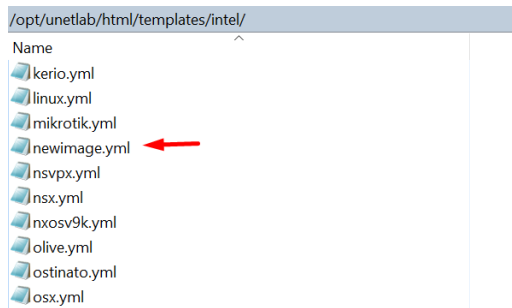 /opt/unetlab/html/templates/intel/
Name
kerio.yml
linux.yml
mikrotik.yml
newimage.yml
nsvpx.yml
nsx.yml
nxosv9k.yml
olive.yml
ostinato.yml
osx.yml